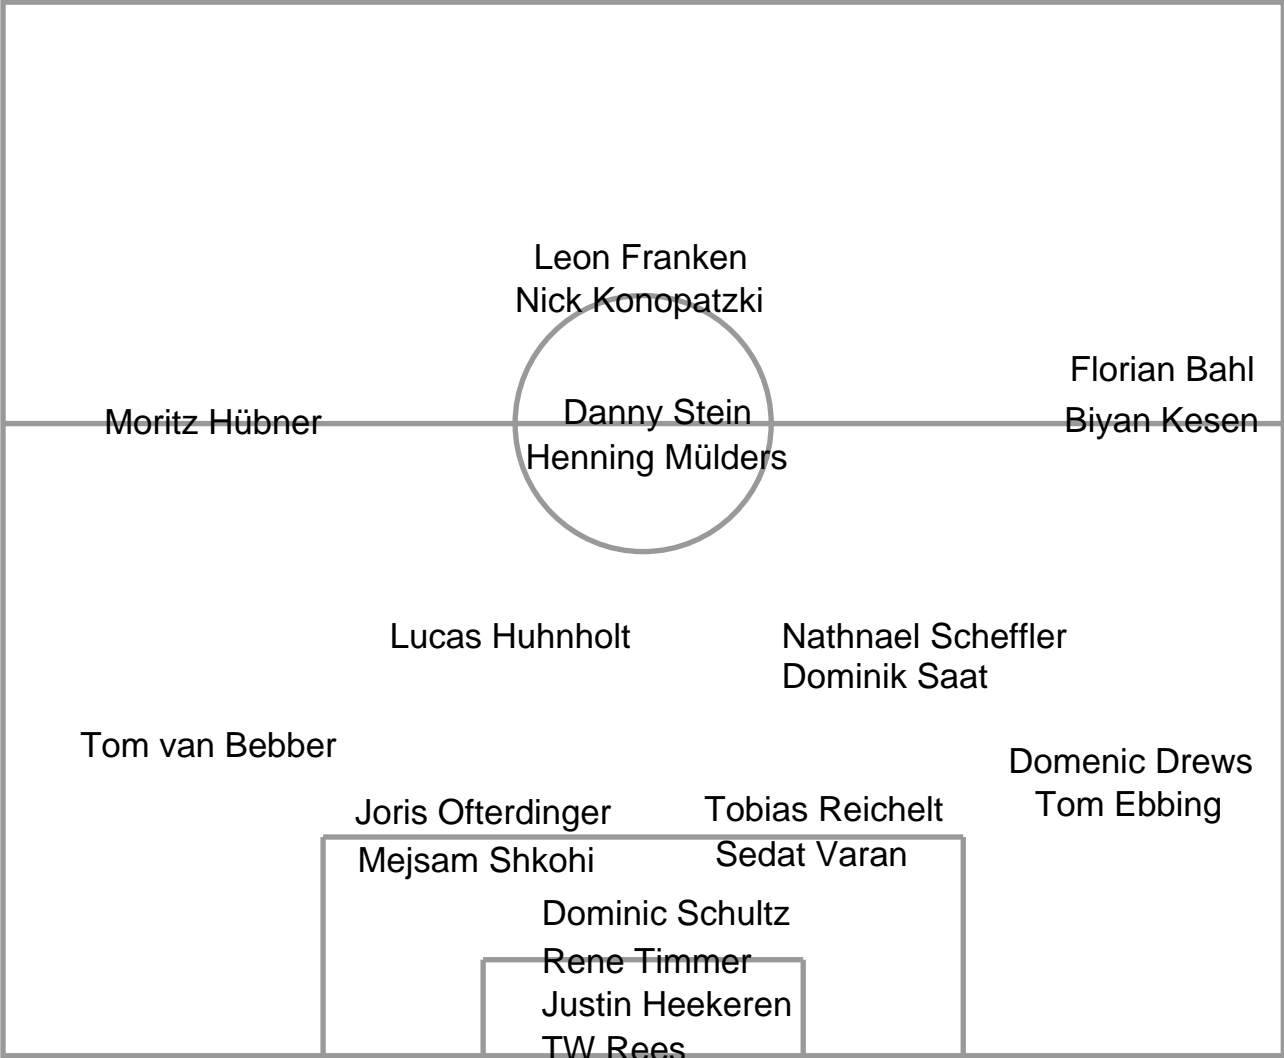 Leon Franken
Nick Konopatzki
Florian Bahl
Moritz Hübner
Danny Stein
Biyan Kesen
Henning Mülders
Lucas Huhnholt
Nathnael Scheffler
Dominik Saat
Tom van Bebber
Domenic Drews
Tom Ebbing
Joris Ofterdinger
Tobias Reichelt
Mejsam Shkohi
Sedat Varan
Dominic Schultz
Rene Timmer
Justin Heekeren
TW Rees